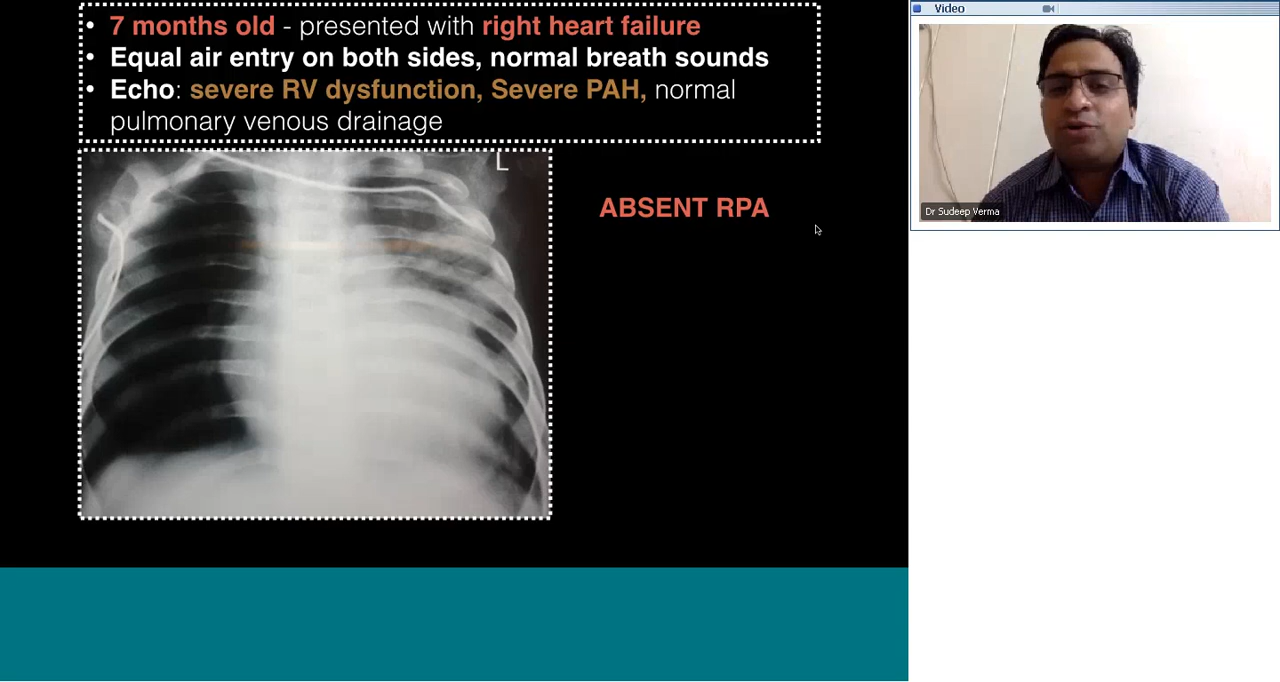 • 7 months old - presented with right heart failure
• Equal air entry on both sides, normal breath sounds
• Echo: severe RV dysfunction, Severe PAH, normal
pulmonary venous drainage
L
ABSENT RPA
Video
Dr Sudeep Verma